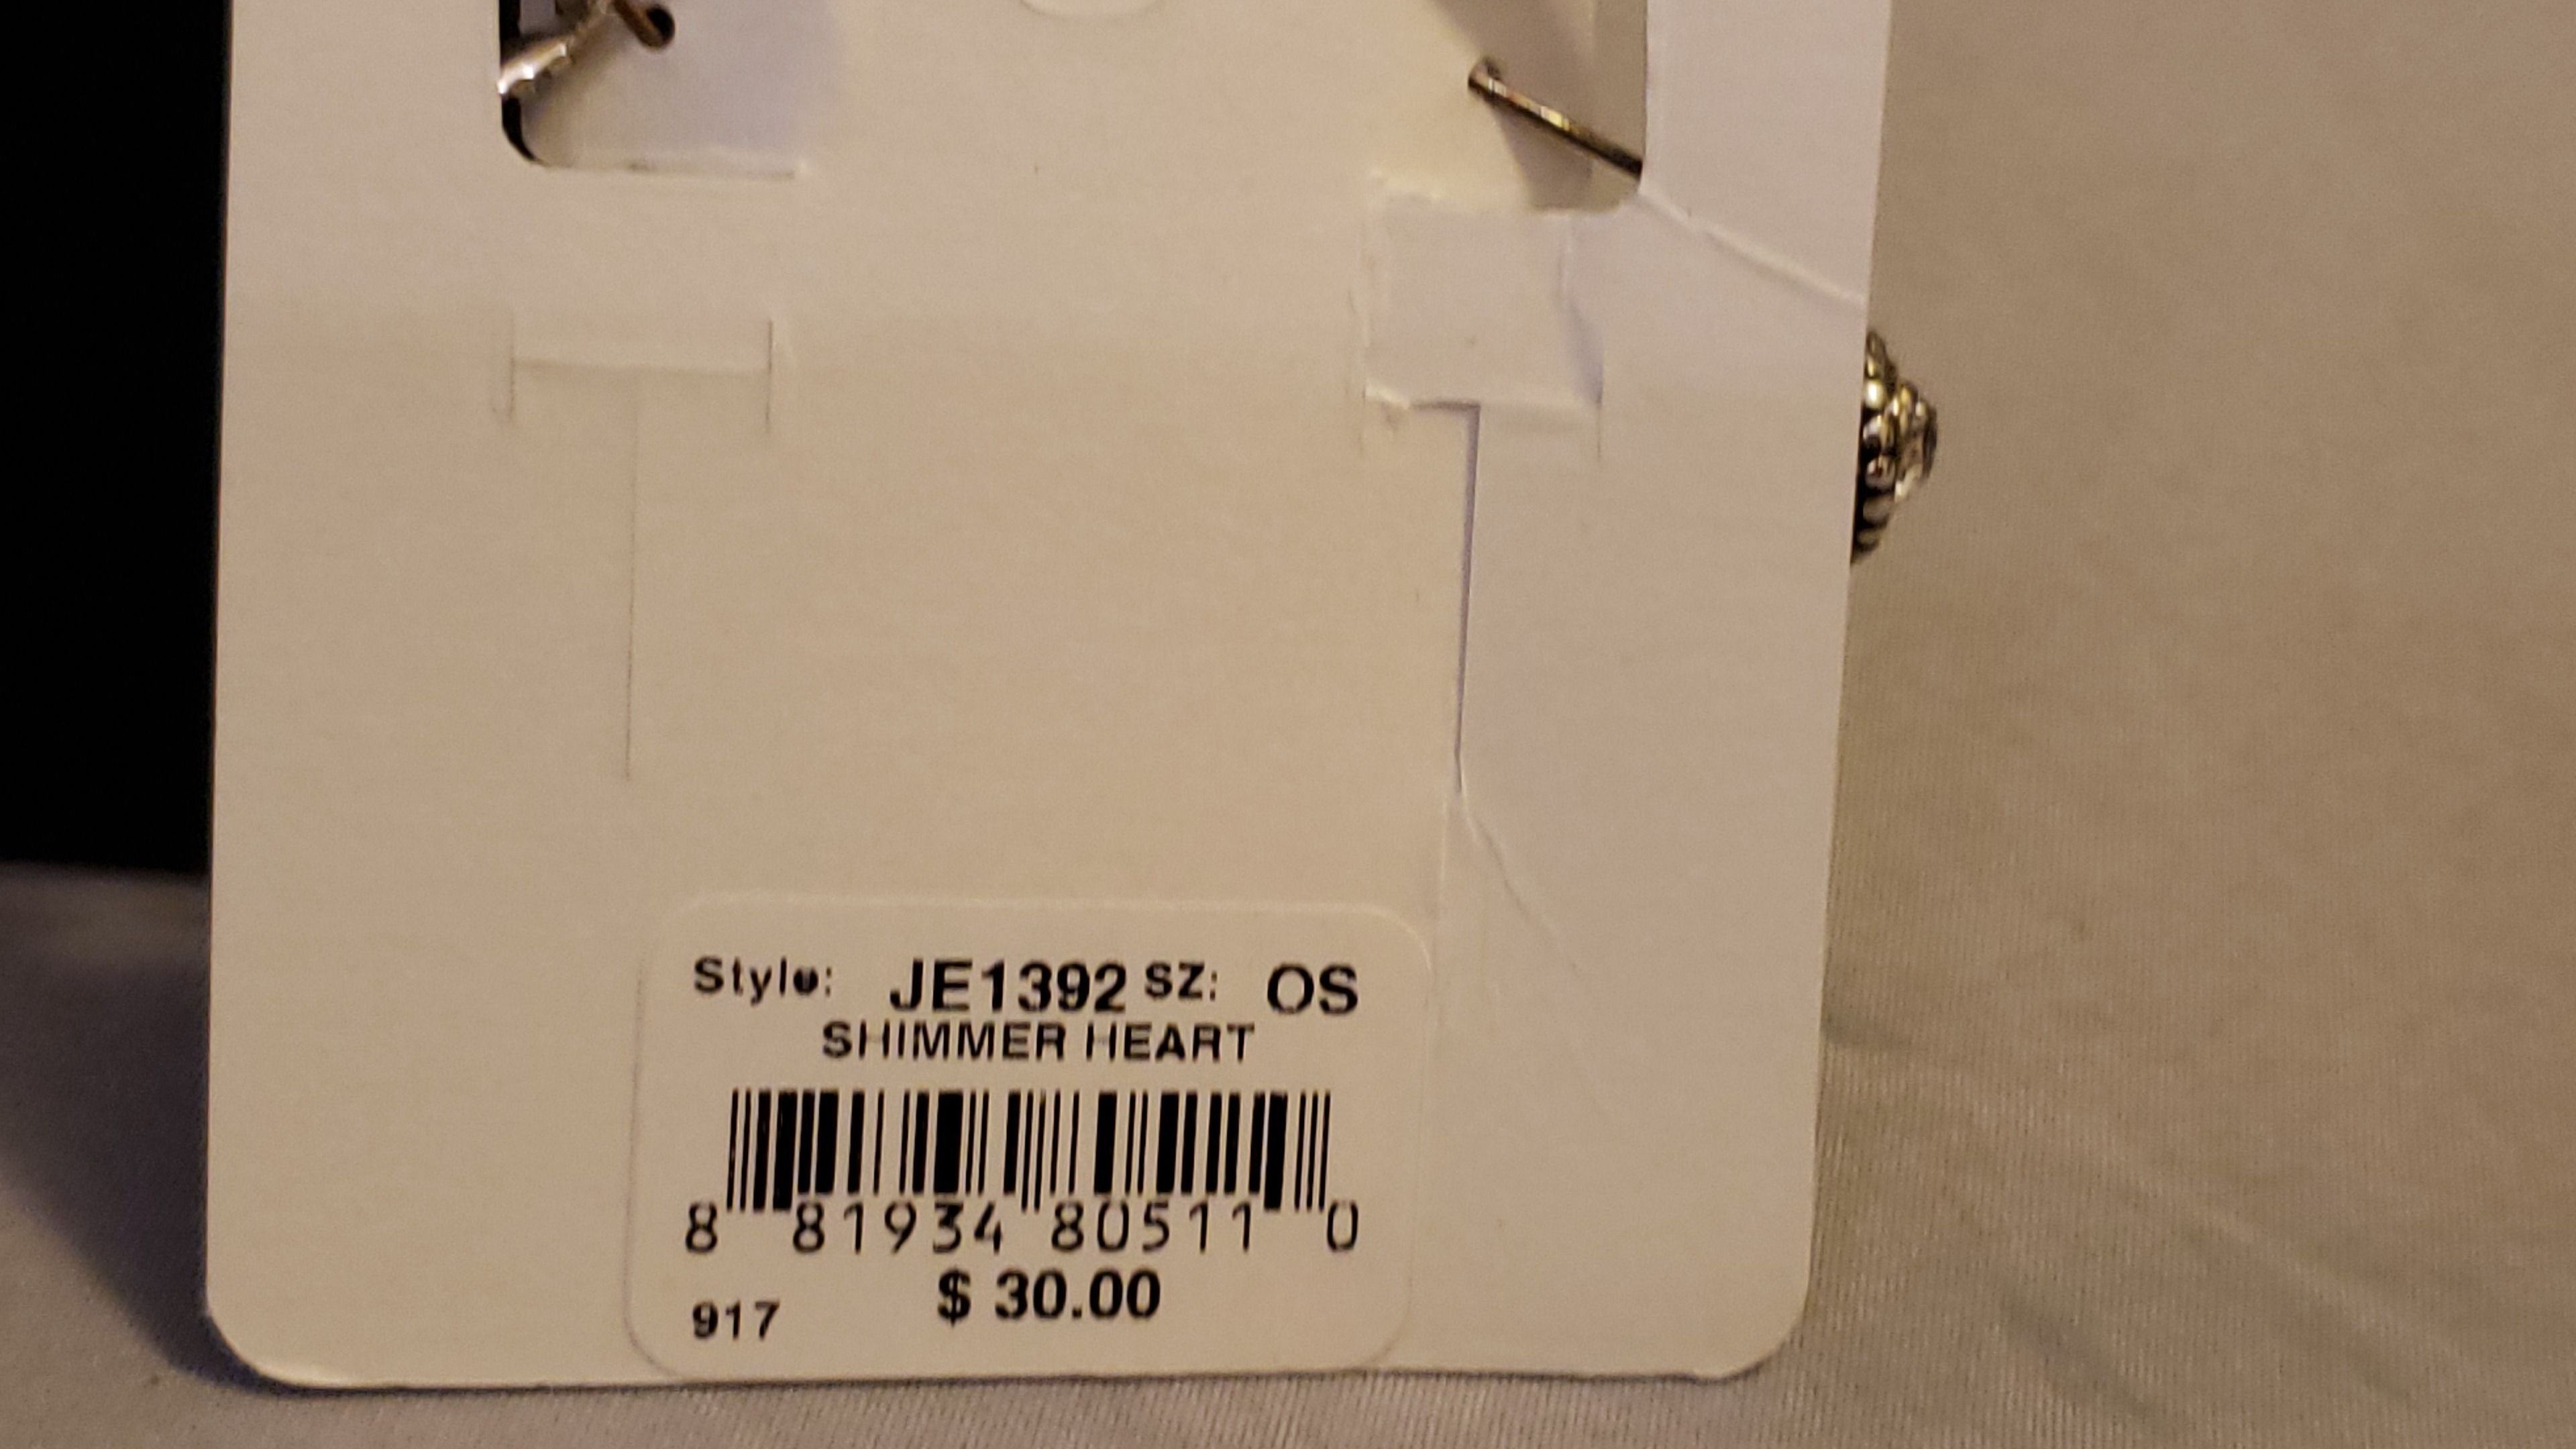 Style: JE1392 SZ: OS
SHIMMER HEART
8 81934 80511 0
$ 30.00
917